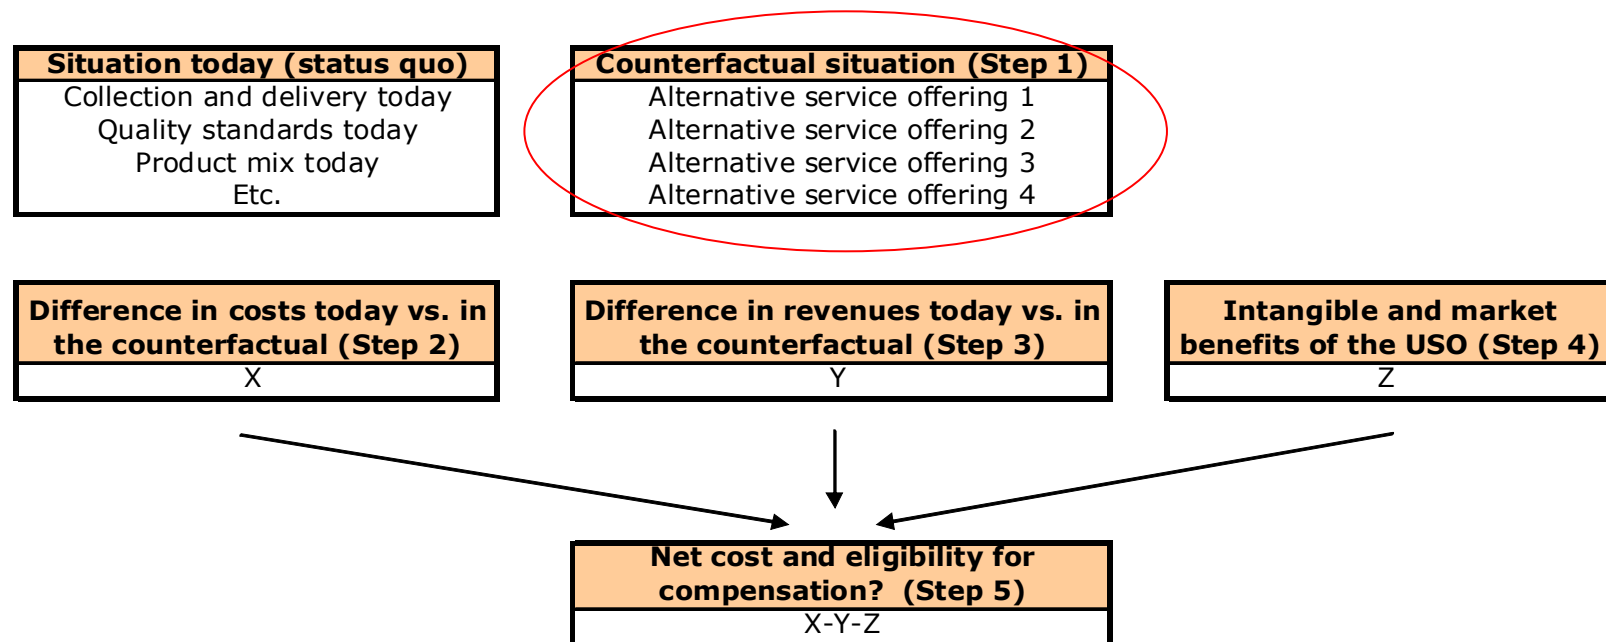 Situation today (status quo)
Collection and delivery today
Quality standards today
Product mix today
Etc.
Counterfactual situation (Step 1)
Alternative service offering 1
Alternative service offering 2
Alternative service offering 3
Alternative service offering 4
Difference in costs today vs. in
the counterfactual (Step 2)
X
Difference in revenues today vs. in
the counterfactual (Step 3)
Y
Intangible and market
benefits of the USO (Step 4)
Z
Net cost and eligibility for
compensation? (Step 5)
X-Y-Z